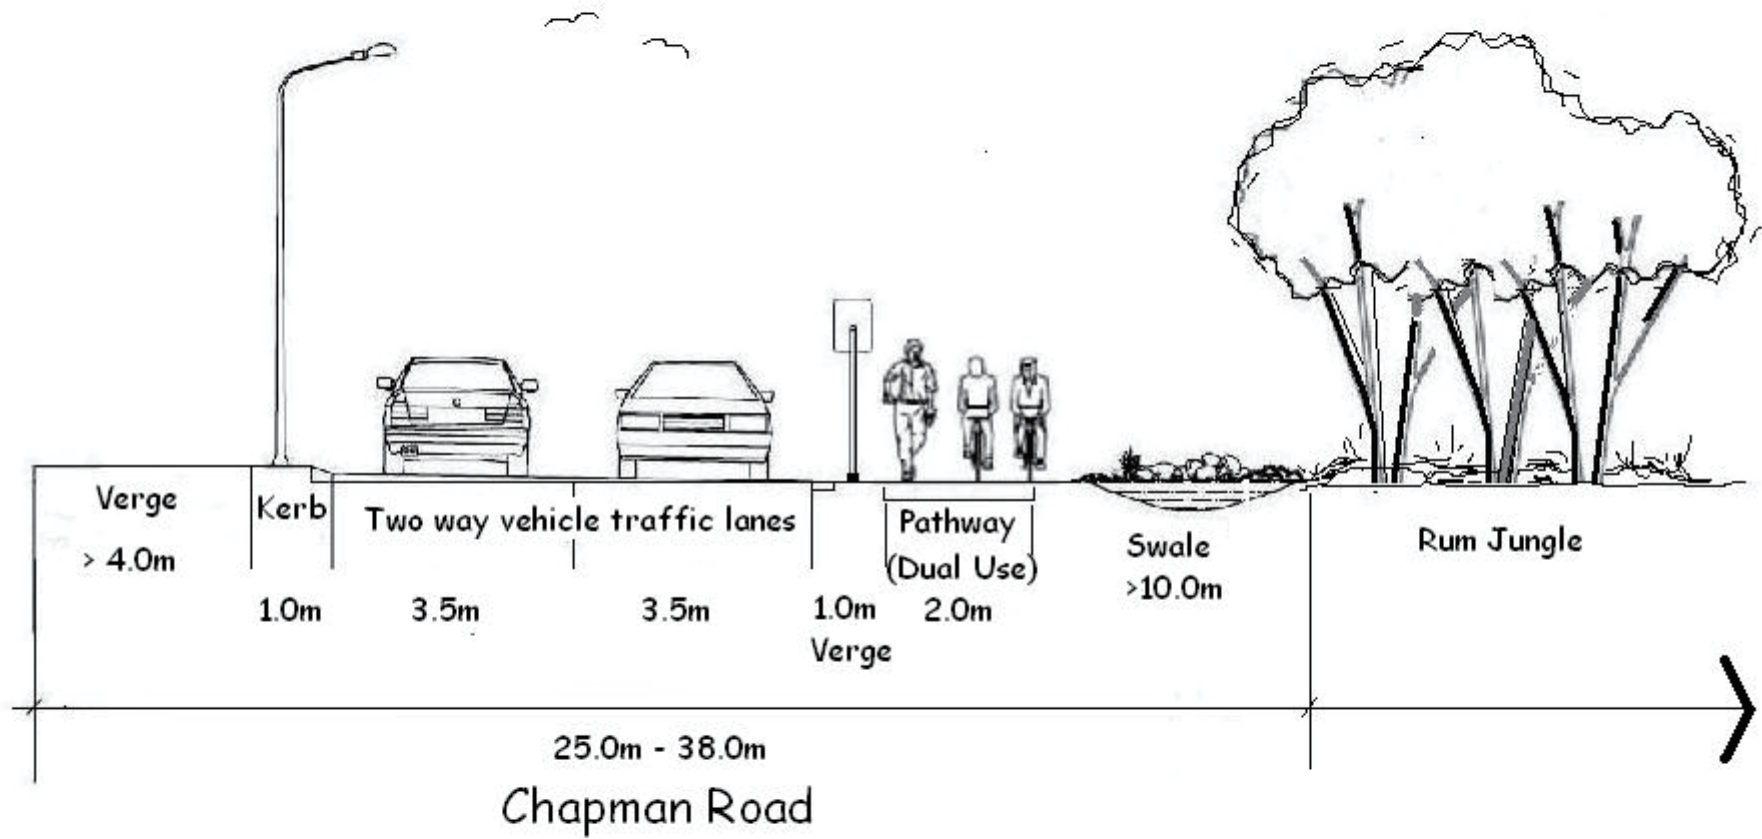 Verge
> 4.0m
Kerb
1.0m
Two way vehicle traffic lanes
3.5m
3.5m
1.0m
Verge
Pathway
(Dual Use)
2.0m
Swale
>10.0m
Rum Jungle
25.0m - 38.0m
Chapman Road